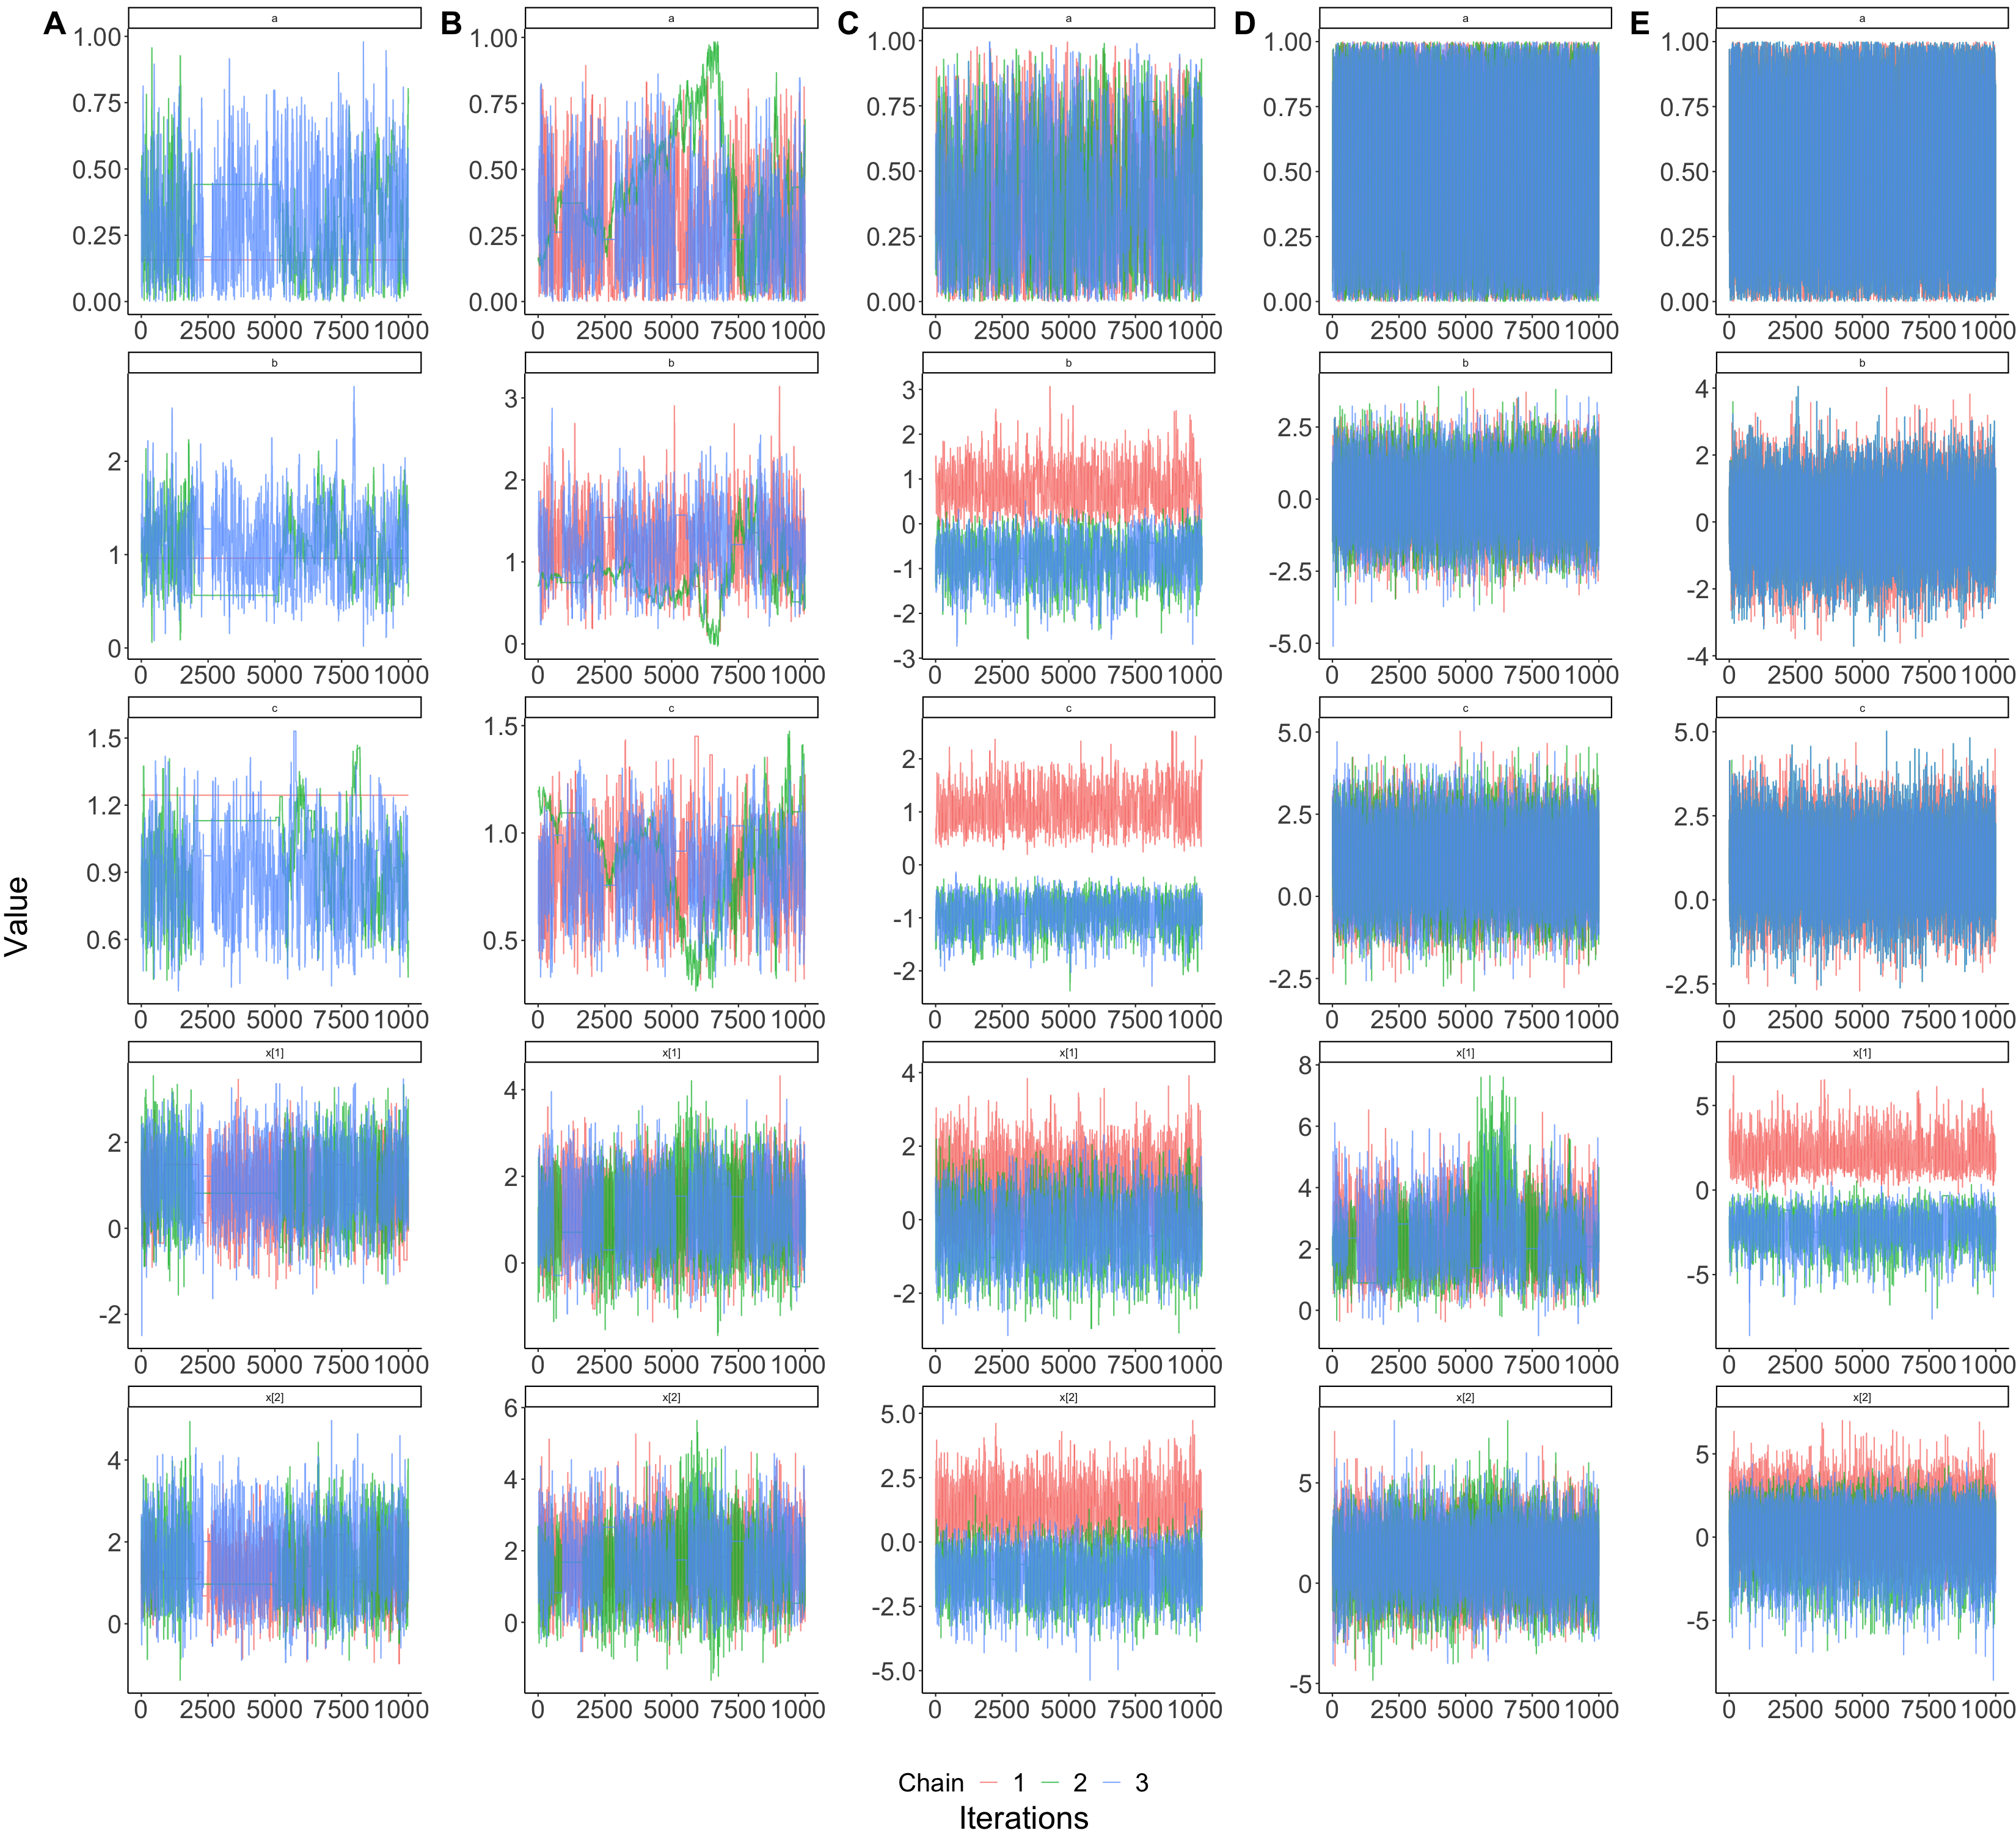 A B C D E
a a a a a
1.00 1.00 1.00 1.00 1.00
0.75 0.75 0.75 0.75 0.75
0.50 0.50 0.50 0.50 0.50
0.25 0.25 0.25 0.25 0.25
0.00 0.00 0.00 0.00 0.00
0 2500 5000 7500 1000 0 2500 5000 7500 1000 0 2500 5000 7500 1000 0 2500 5000 7500 1000 0 2500 5000 7500 1000
b b b b b
2 1 0
3 2 1 0
3 2 1 0 -1 -2 -3
2.5 0.0 -2.5 -5.0
4 2 0 -2 -4
0 2500 5000 7500 1000 0 2500 5000 7500 1000 0 2500 5000 7500 1000 0 2500 5000 7500 1000 0 2500 5000 7500 1000
c c c c c
1.5 1.2 0.9 0.6
1.5 1.0 0.5
2 1 0 -1 -2
5.0 2.5 0.0 -2.5
5.0 2.5 0.0 -2.5
0 2500 5000 7500 1000 0 2500 5000 7500 1000 0 2500 5000 7500 1000 0 2500 5000 7500 1000 0 2500 5000 7500 1000
Value
x[1] x[1] x[1] x[1] x[1]
2 0 -2
4 2 0
4 2 0 -2
8 6 4 2 0
5 0 -5
0 2500 5000 7500 1000 0 2500 5000 7500 1000 0 2500 5000 7500 1000 0 2500 5000 7500 1000 0 2500 5000 7500 1000
x[2] x[2] x[2] x[2] x[2]
4 2 0
6 4 2 0
5.0 2.5 0.0 -2.5 -5.0
5 0 -5
5 0 -5
0 2500 5000 7500 1000 0 2500 5000 7500 1000 0 2500 5000 7500 1000 0 2500 5000 7500 1000 0 2500 5000 7500 1000
Chain 1 2 3
Iterations